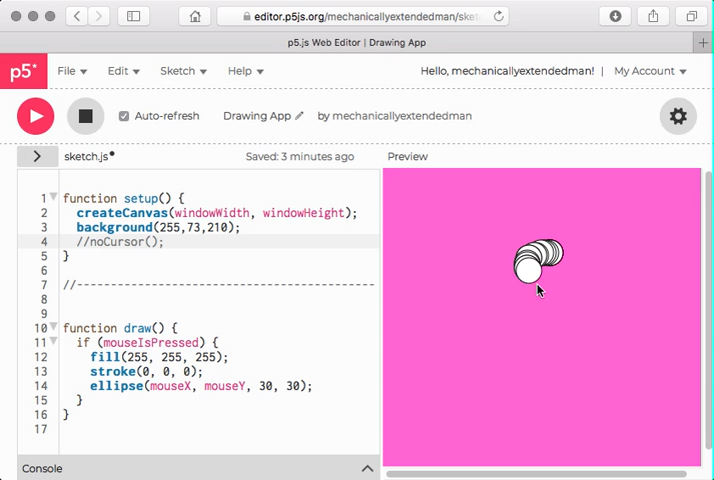 editor.p5js.org/mechanicallyextendedman/sket
p5.js Web Editor | Drawing App
p5*
File Edit Sketch Help
Hello, mechanicallyextendedman! | My Account
Auto-refresh Drawing App by mechanicallyextendedman
sketch.js Saved: 3 minutes ago
Preview
1 function setup() {
2 createCanvas(windowWidth, windowHeight);
3 background(255,73,210);
4 //noCursor();
5 }
6
7 //--------------------------------------
8
9
10 function draw() {
11 if (mouseIsPressed) {
12 fill(255, 255, 255);
13 stroke(0, 0, 0);
14 ellipse(mouseX, mouseY, 30, 30);
15 }
16 }
17
Console